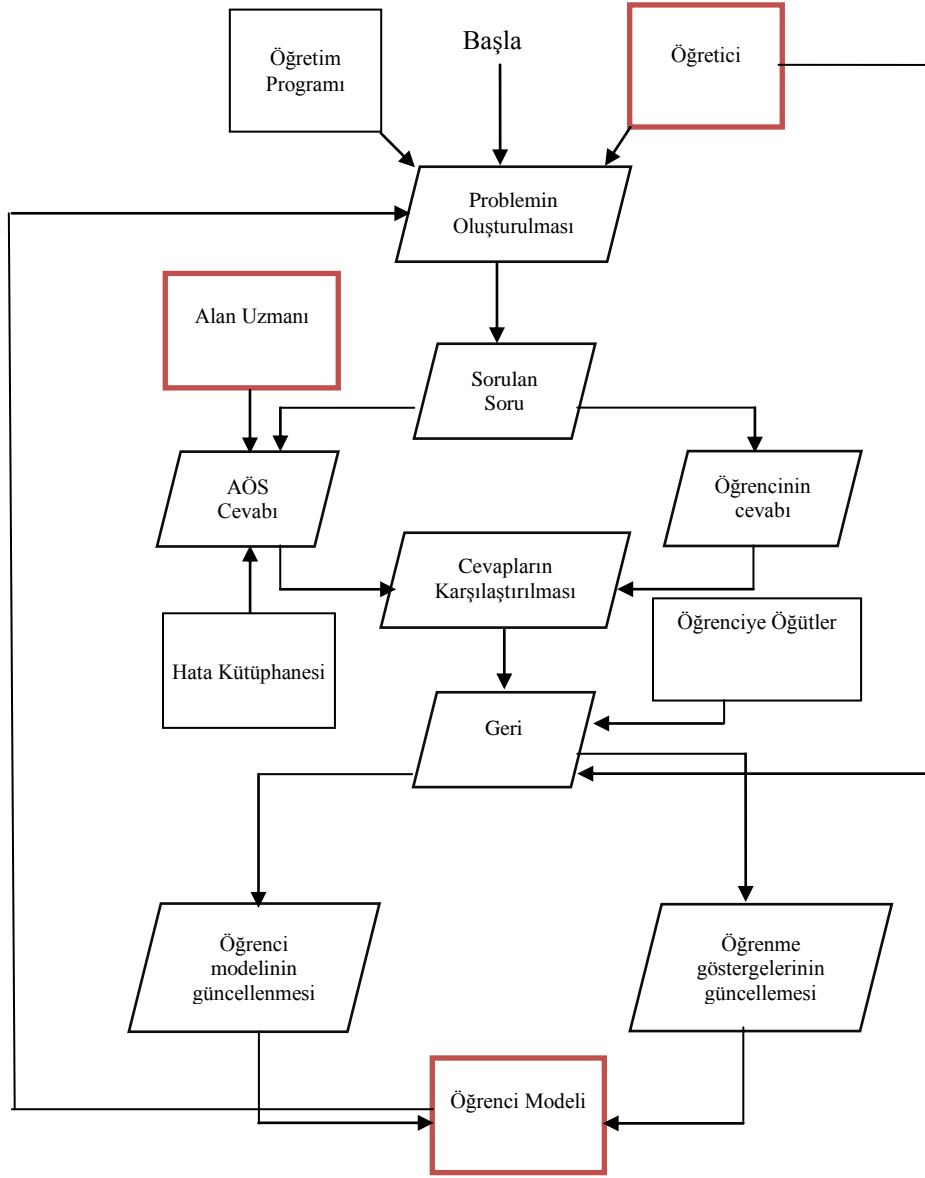 Başla
Öğretim
Programı
Öğretici
Problemin
Oluşturulması
Alan Uzmanı
Sorulan
Soru
AÖS
Cevabı
Öğrencinin
cevabı
Cevapların
Karşılaştırılması
Öğrenciye Öğütler
Hata Kütüphanesi
Geri
Öğrenci
modelinin
güncellenmesi
Öğrenme
göstergelerinin
güncellemesi
Öğrenci Modeli